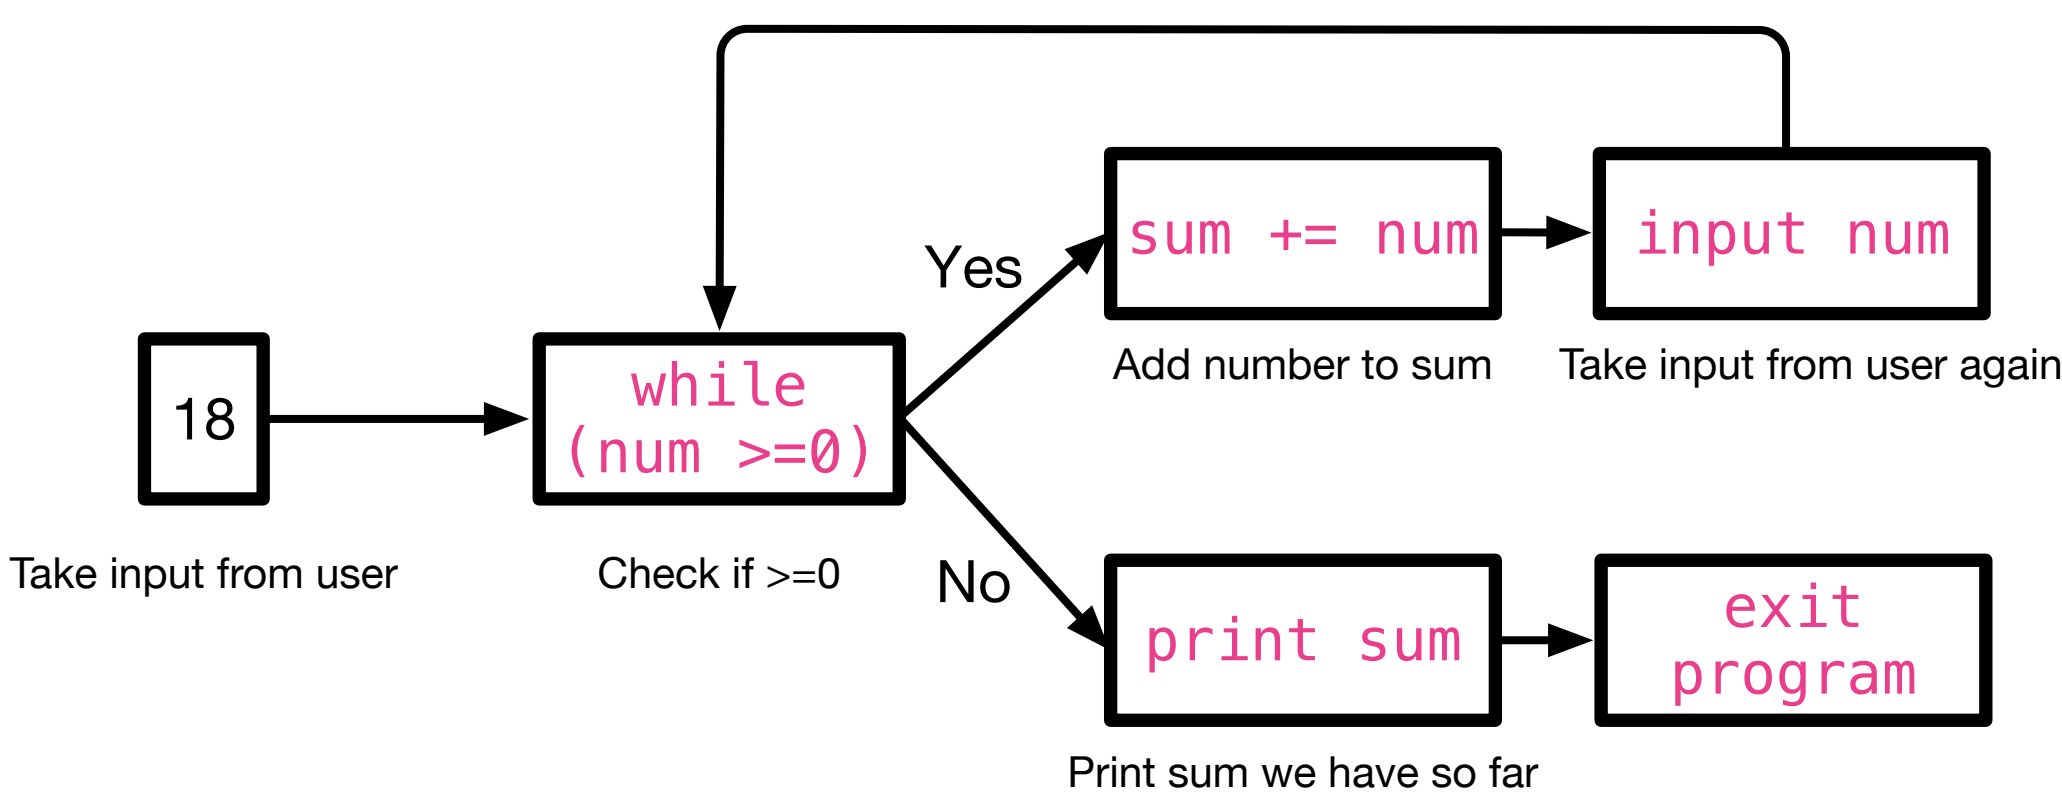 18
Take input from user
while
(num >=0)
Check if >=0
Yes
sum += num
Add number to sum
input num
Take input from user again
No
print sum
Print sum we have so far
exit
program